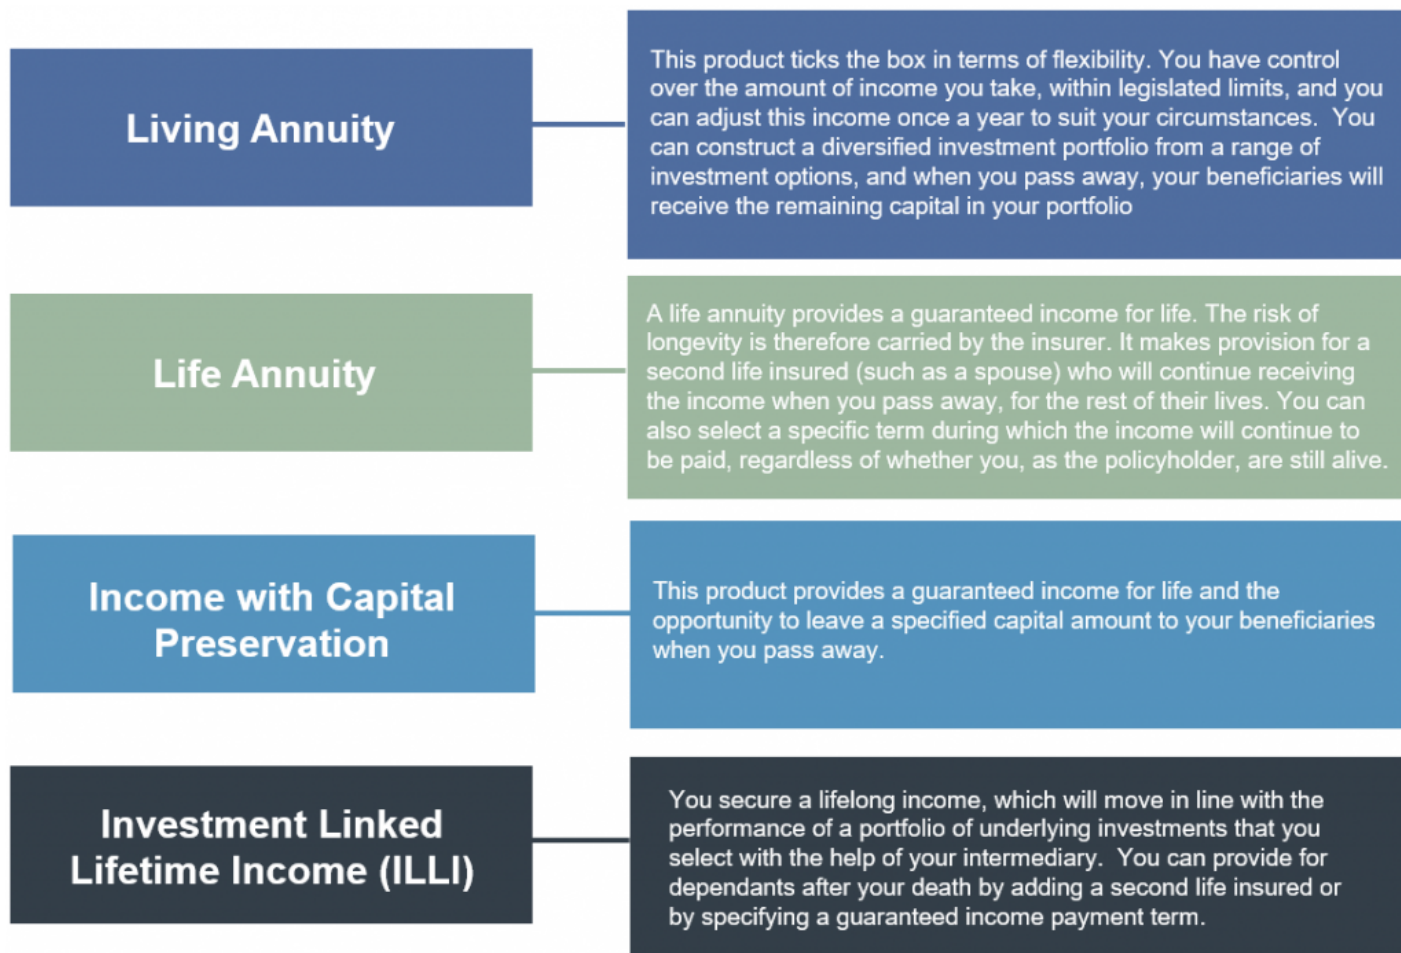 Living Annuity
This product ticks the box in terms of flexibility. You have control
over the amount of income you take, within legislated limits, and you
can adjust this income once a year to suit your circumstances.  You
can construct a diversified investment portfolio from a range of
investment options, and when you pass away, your beneficiaries will
receive the remaining capital in your portfolio
Life Annuity
A life annuity provides a guaranteed income for life. The risk of
longevity is therefore carried by the insurer. It makes provision for a
second life insured (such as a spouse) who will continue receiving
the income when you pass away, for the rest of their lives. You can
also select a specific term during which the income will continue to
be paid, regardless of whether you, as the policyholder, are still alive.
Income with Capital
Preservation
This product provides a guaranteed income for life and the
opportunity to leave a specified capital amount to your beneficiaries
when you pass away.
Investment Linked
Lifetime Income (ILLI)
You secure a lifelong income, which will move in line with the
performance of a portfolio of underlying investments that you
select with the help of your intermediary.  You can provide for
dependants after your death by adding a second life insured or
by specifying a guaranteed income payment term.